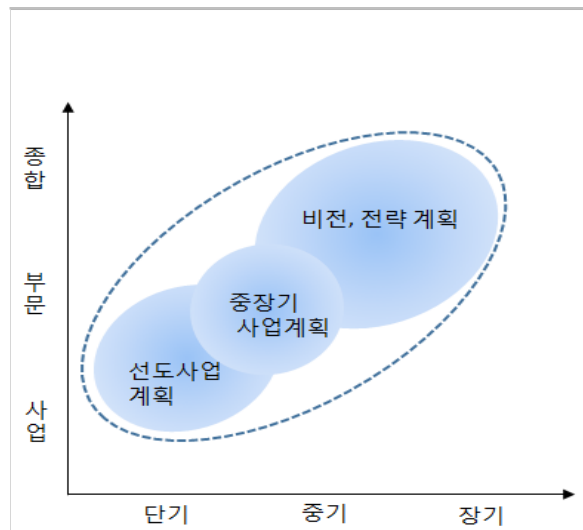 종합
비전, 전략 계획
부문
중장기
사업계획
선도사업
계획
사업
단기
중기
장기